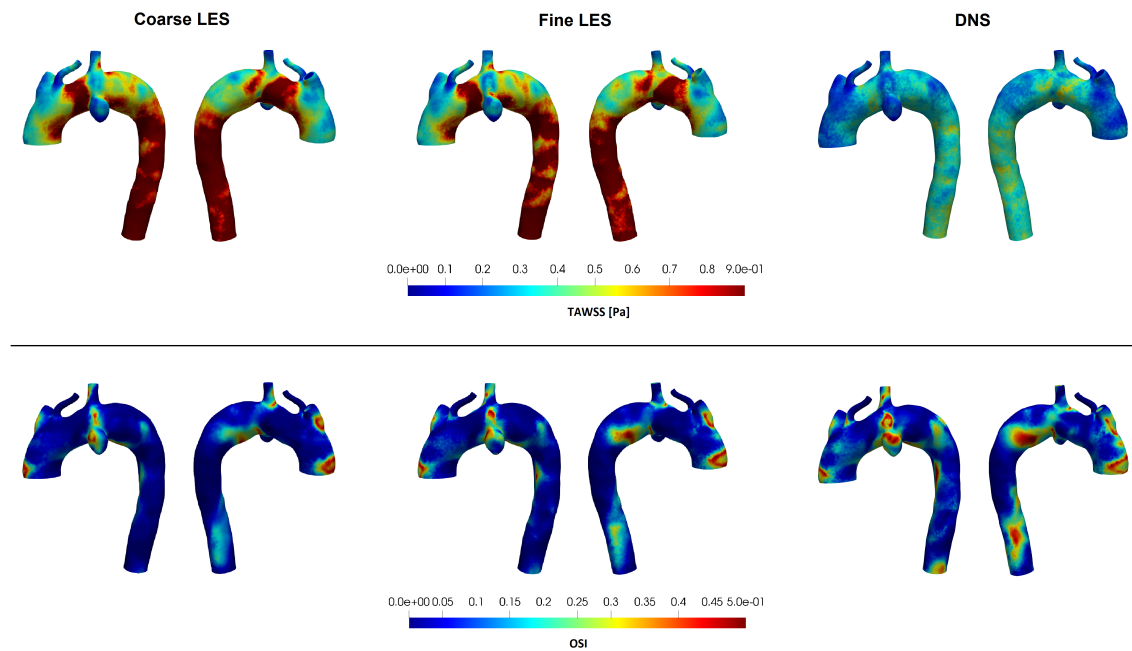 Coarse LES Fine LES DNS
0.0e+00 0.1 0.2 0.3 0.4 0.5 0.6 0.7 0.8 9.0e-01
TAWSS [Pa]
0.0e+00 0.05 0.1 0.15 0.2 0.25 0.3 0.35 0.4 0.45 5.0e-01
OSI